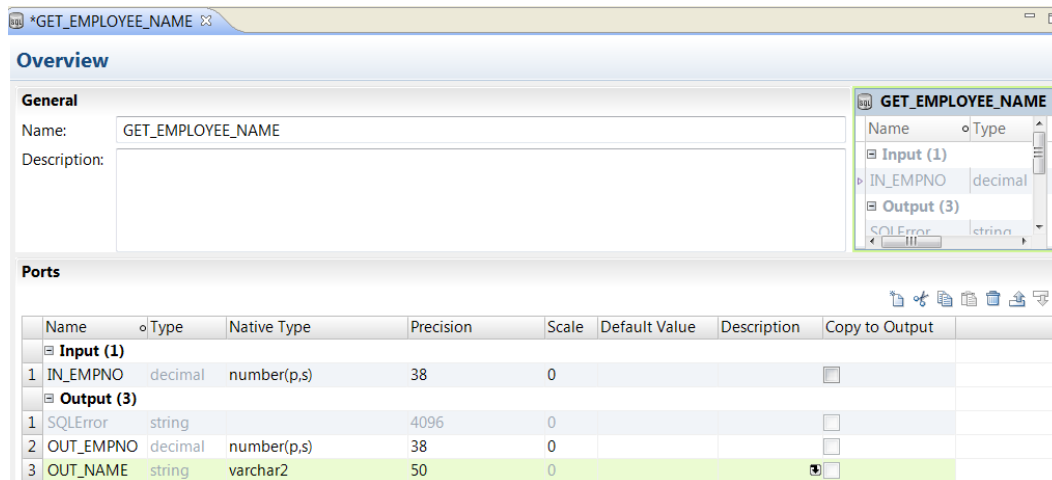 *GET_EMPLOYEE_NAME
Overview
General
Name: GET_EMPLOYEE_NAME
Description:
GET_EMPLOYEE_NAME
Name Type
Input (1)
IN_EMPNO decimal
Output (3)
SQLError string
Ports
Name Type Native Type Precision Scale Default Value Description Copy to Output
Input (1)
1 IN_EMPNO decimal number(p,s) 38 0
Output (3)
1 SQLError string 4096 0
2 OUT_EMPNO decimal number(p,s) 38 0
3 OUT_NAME string varchar2 50 0